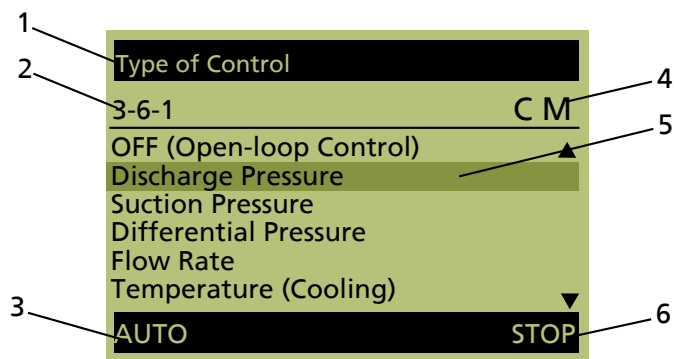 1
Type of Control
2
3-6-1 C M
4
OFF (Open-loop Control) ▲
5
Discharge Pressure
Suction Pressure
Differential Pressure
Flow Rate
Temperature (Cooling) ▼
3
AUTO STOP
6